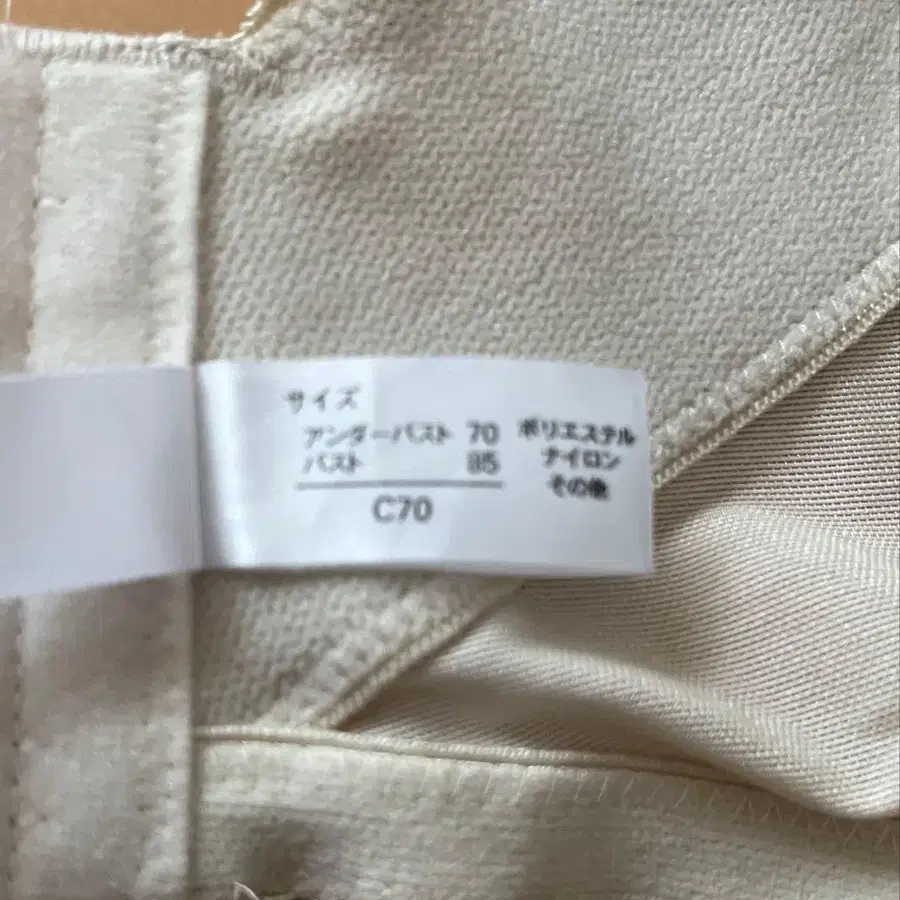 サイズ
アンダーバスト 70
バスト 85
C70
ポリエステル
ナイロン
その他